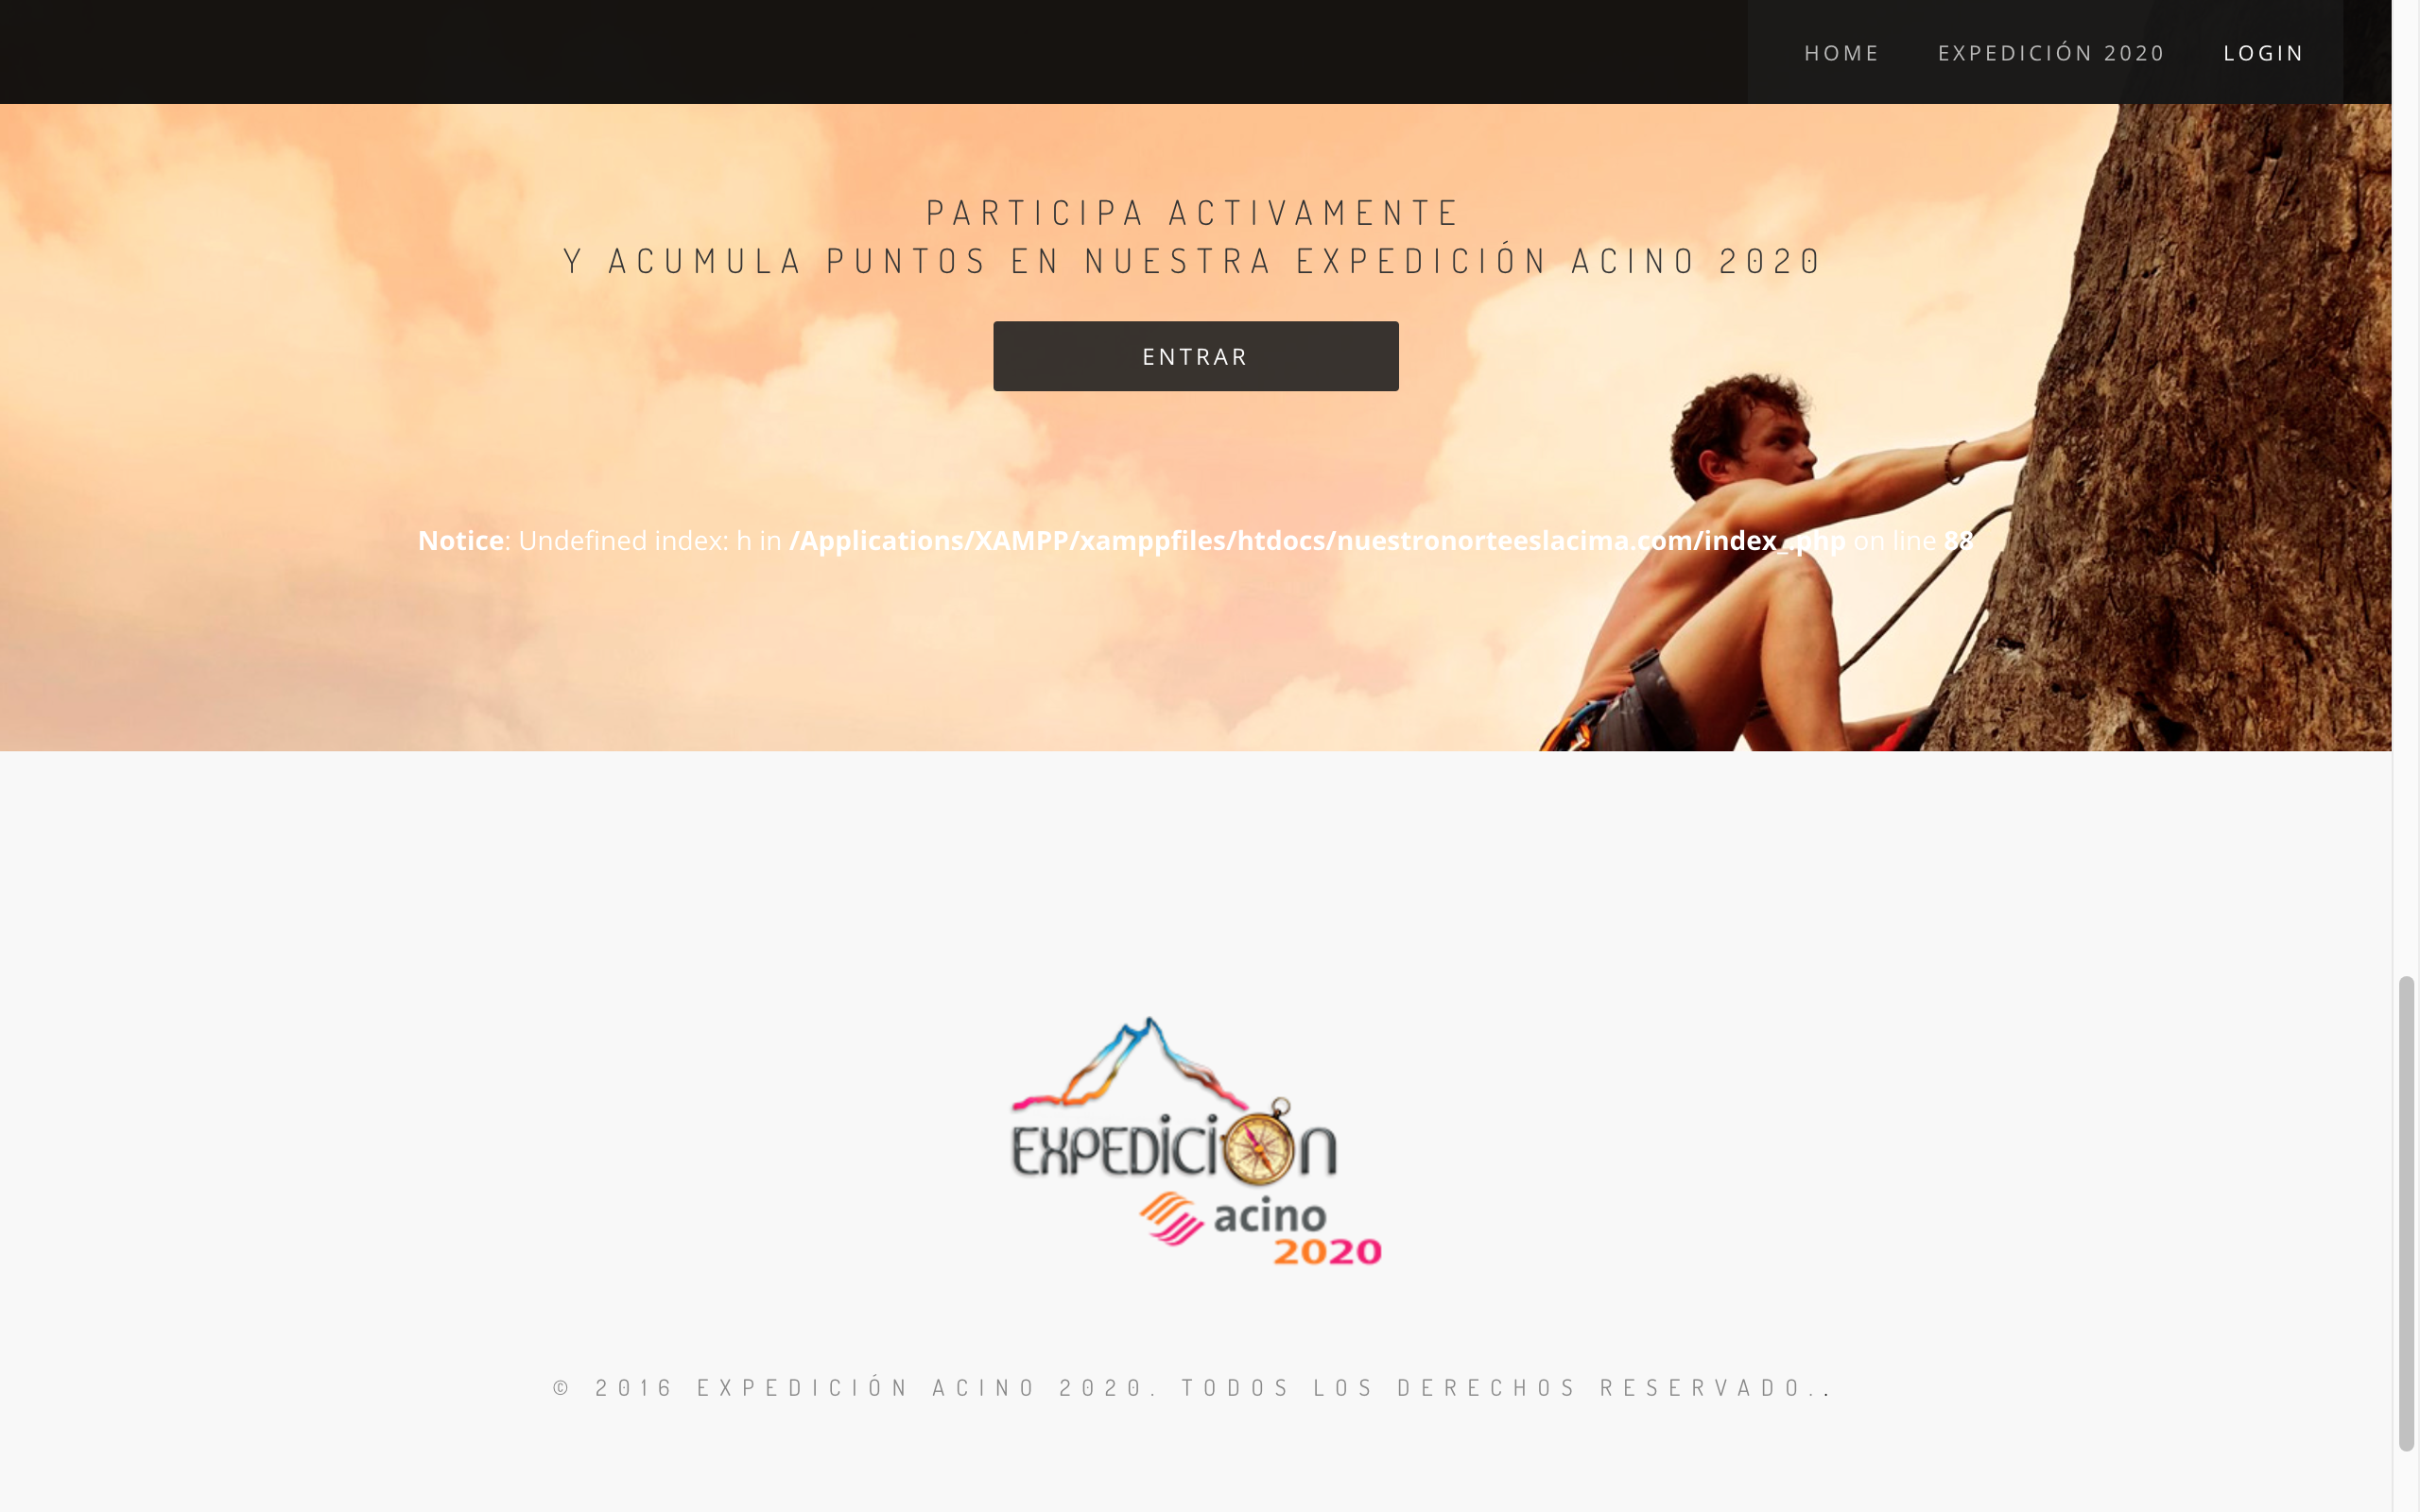 HOME EXPEDICIÓN 2020 LOGIN
PARTICIPA ACTIVAMENTE
Y ACUMULA PUNTOS EN NUESTRA EXPEDICIÓN ACINO 2020
ENTRAR
Notice: Undefined index: h in /Applications/XAMPP/xamppfiles/htdocs/nuestronorteeslacima.com/index_.php on line 88
EXPEDICIÓN
acino
2020
© 2016 EXPEDICIÓN ACINO 2020. TODOS LOS DERECHOS RESERVADO..